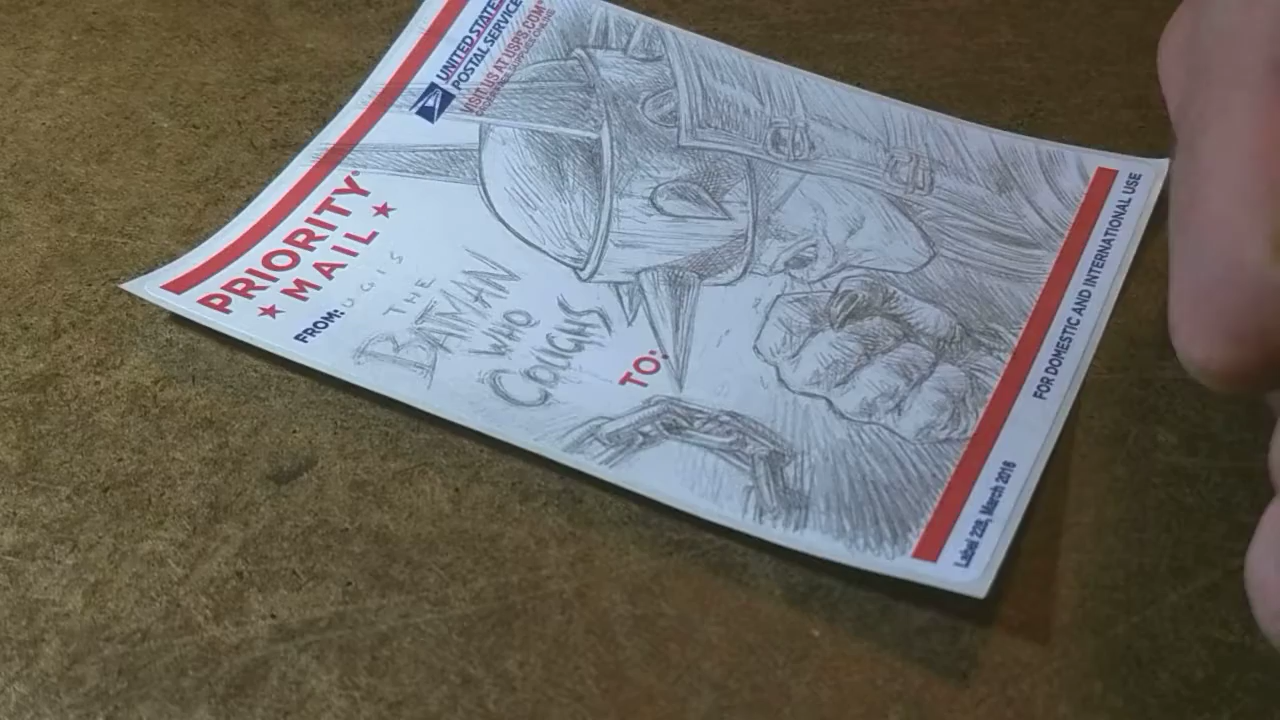 UNITED STATES
POSTAL SERVICE
VISIT US AT USPS.COM®
PRIORITY®
★ MAIL ★
FROM: UGIS
THE
BATMAN
WHO
COUGHS
TO:
FOR DOMESTIC AND INTERNATIONAL USE
Label 228, March 2016